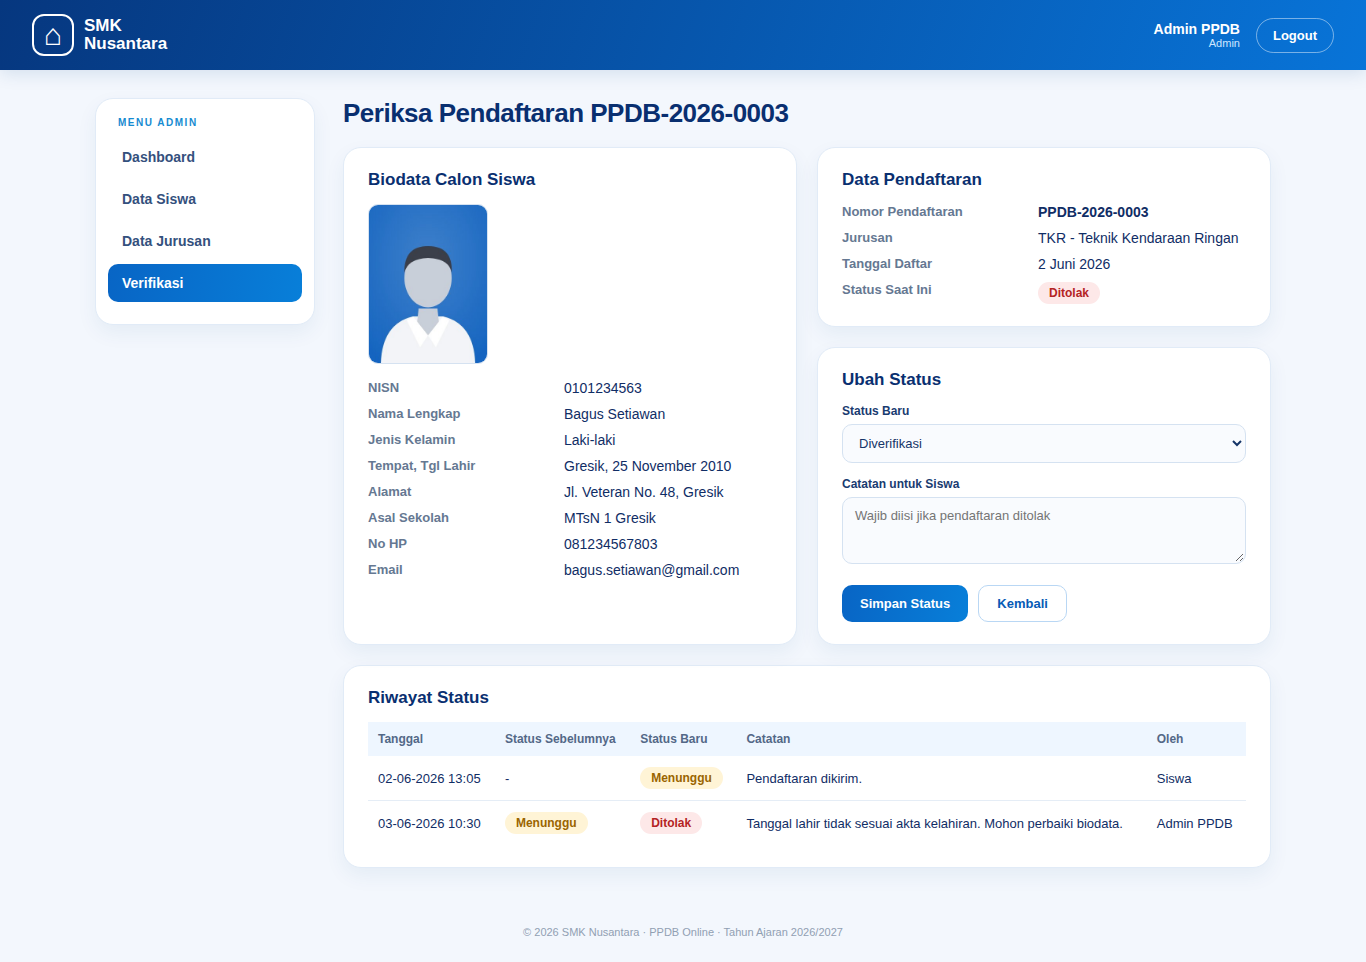 SMK
Nusantara
Admin PPDB
Admin
Logout
MENU ADMIN
Dashboard
Data Siswa
Data Jurusan
Verifikasi
Periksa Pendaftaran PPDB-2026-0003
Biodata Calon Siswa
NISN 0101234563
Nama Lengkap Bagus Setiawan
Jenis Kelamin Laki-laki
Tempat, Tgl Lahir Gresik, 25 November 2010
Alamat Jl. Veteran No. 48, Gresik
Asal Sekolah MTsN 1 Gresik
No HP 081234567803
Email bagus.setiawan@gmail.com
Data Pendaftaran
Nomor Pendaftaran PPDB-2026-0003
Jurusan TKR - Teknik Kendaraan Ringan
Tanggal Daftar 2 Juni 2026
Status Saat Ini Ditolak
Ubah Status
Status Baru
Diverifikasi
Catatan untuk Siswa
Wajib diisi jika pendaftaran ditolak
Simpan Status Kembali
Riwayat Status
Tanggal Status Sebelumnya Status Baru Catatan Oleh
02-06-2026 13:05 - Menunggu Pendaftaran dikirim. Siswa
03-06-2026 10:30 Menunggu Ditolak Tanggal lahir tidak sesuai akta kelahiran. Mohon perbaiki biodata. Admin PPDB
© 2026 SMK Nusantara · PPDB Online · Tahun Ajaran 2026/2027